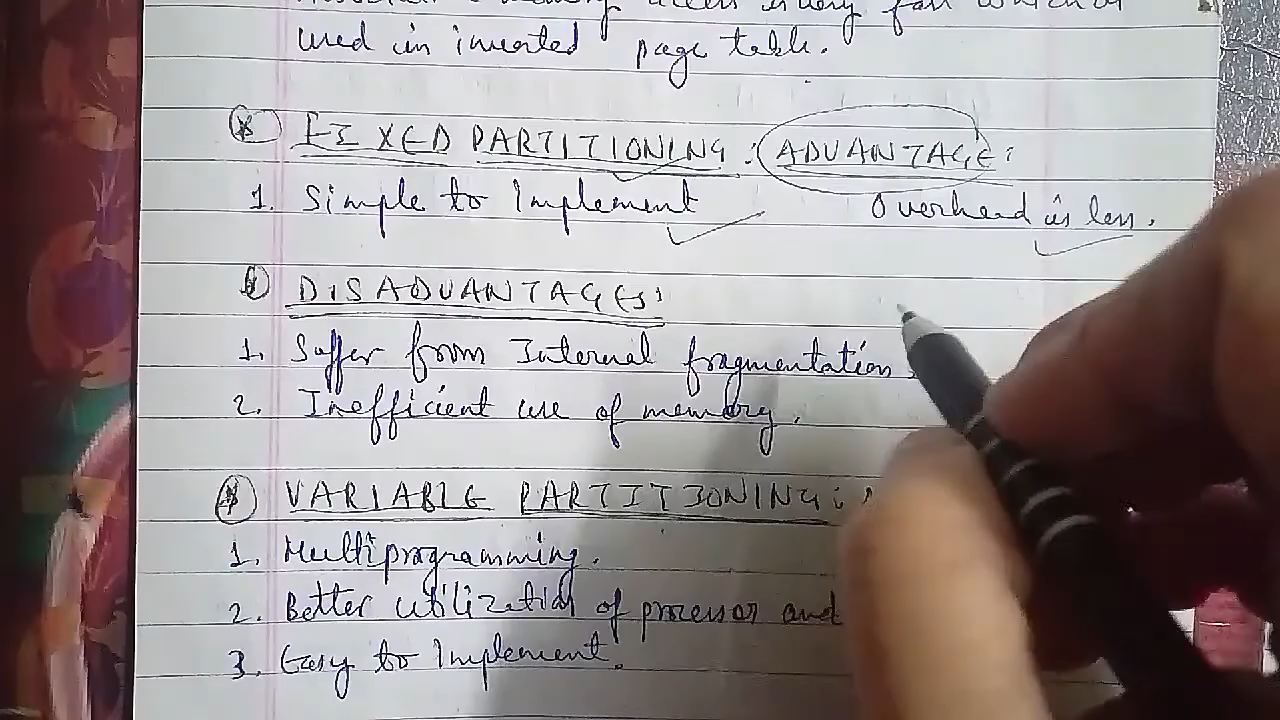 used in inverted page table.
FIXED PARTITIONING: ADVANTAGE:
1. Simple to Implement Overhead is less.
DISADVANTAGES:
1. Suffer from Internal fragmentation.
2. Inefficient use of memory.
VARIABLE PARTITIONING:
1. Multiprogramming.
2. Better utilization of processor and
3. Easy to Implement.